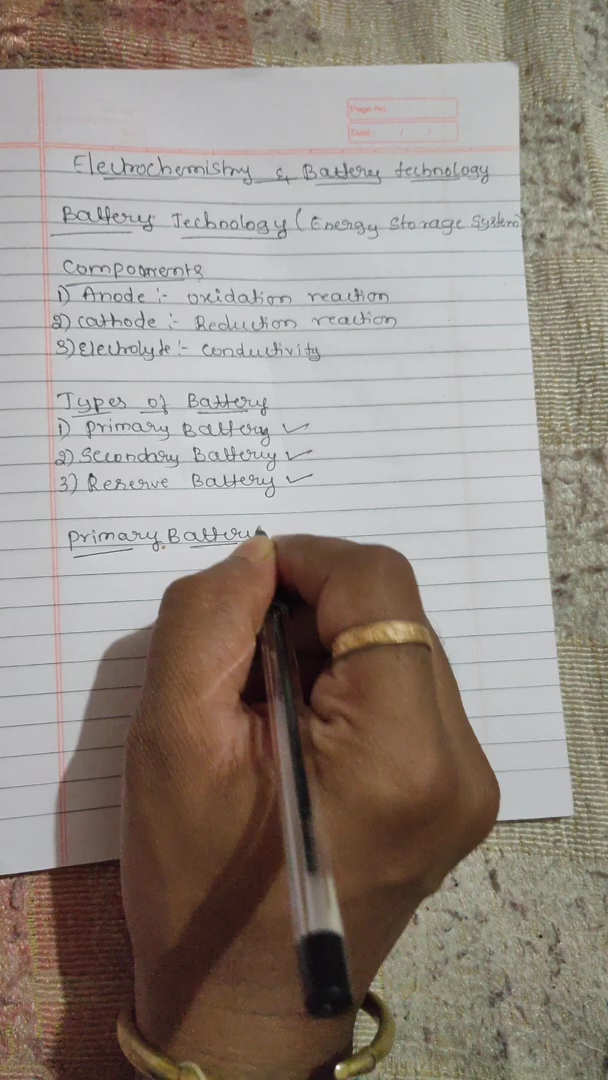 Page No.
Date / /
Electrochemistry & Battery technology
Battery Technology (Energy Storage System)
Components
1) Anode :- oxidation reaction
2) cathode :- Reduction reaction
3) Electrolyte :- conductivity
Types of Battery
1) primary Battery ✓
2) Secondary Battery ✓
3) Reserve Battery ✓
primary Battery